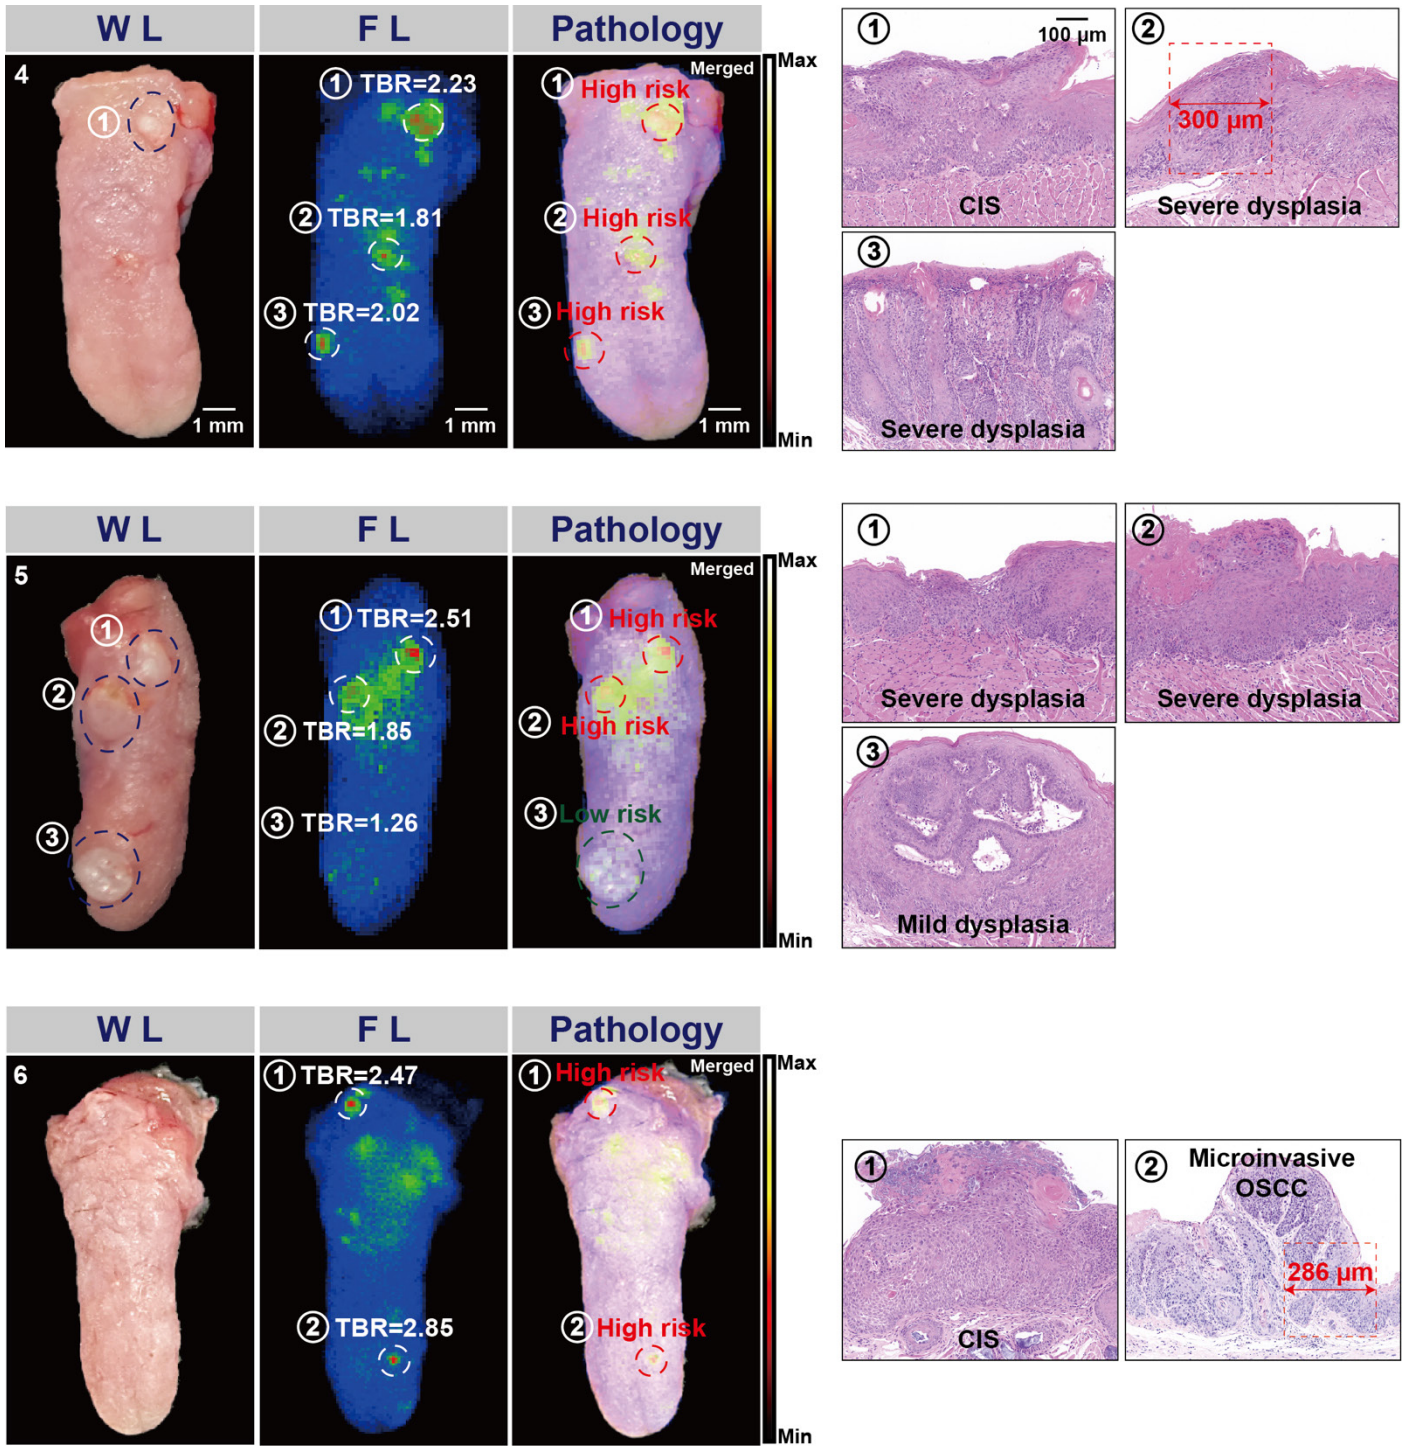 W L
F L
Pathology
4
①
① TBR=2.23
② TBR=1.81
③ TBR=2.02
1 mm
1 mm
Merged
① High risk
② High risk
③ High risk
Max
Min
①
100 µm
CIS
②
300 µm
Severe dysplasia
③
Severe dysplasia
W L
F L
Pathology
5
①
②
③
① TBR=2.51
② TBR=1.85
③ TBR=1.26
Merged
① High risk
② High risk
③ Low risk
Max
Min
①
Severe dysplasia
②
Severe dysplasia
③
Mild dysplasia
W L
F L
Pathology
6
① TBR=2.47
② TBR=2.85
Merged
① High risk
② High risk
Max
Min
①
CIS
②
Microinvasive
OSCC
286 µm